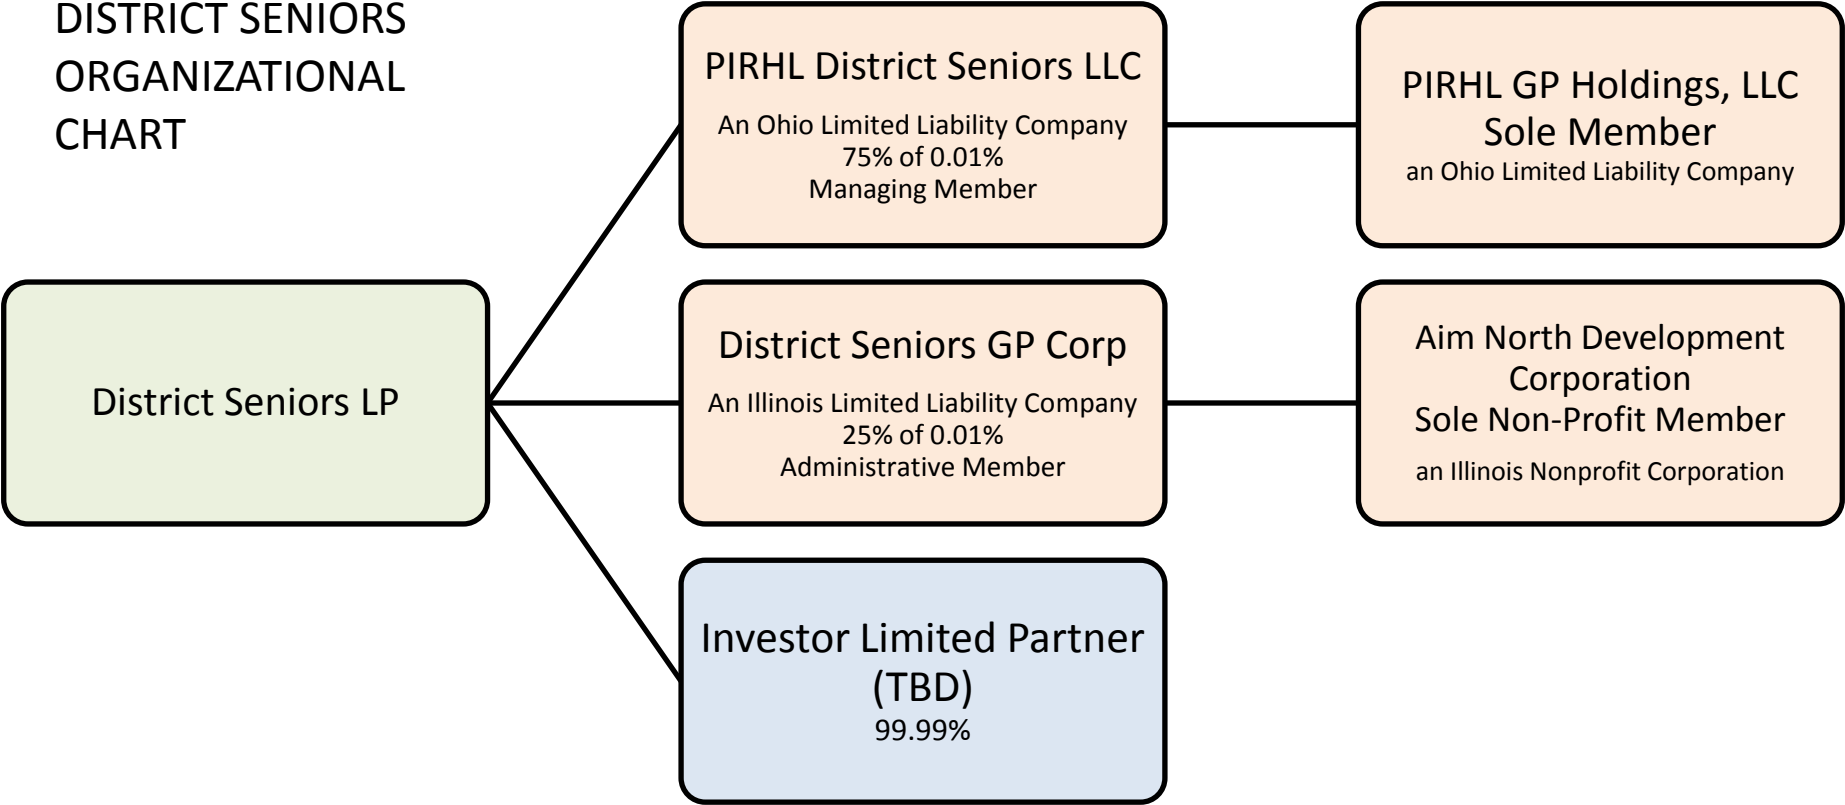 DISTRICT SENIORS
ORGANIZATIONAL
CHART
PIRHL District Seniors LLC
An Ohio Limited Liability Company
75% of 0.01%
Managing Member
PIRHL GP Holdings, LLC
Sole Member
an Ohio Limited Liability Company
District Seniors LP
District Seniors GP Corp
An Illinois Limited Liability Company
25% of 0.01%
Administrative Member
Aim North Development
Corporation
Sole Non-Profit Member
an Illinois Nonprofit Corporation
Investor Limited Partner
(TBD)
99.99%